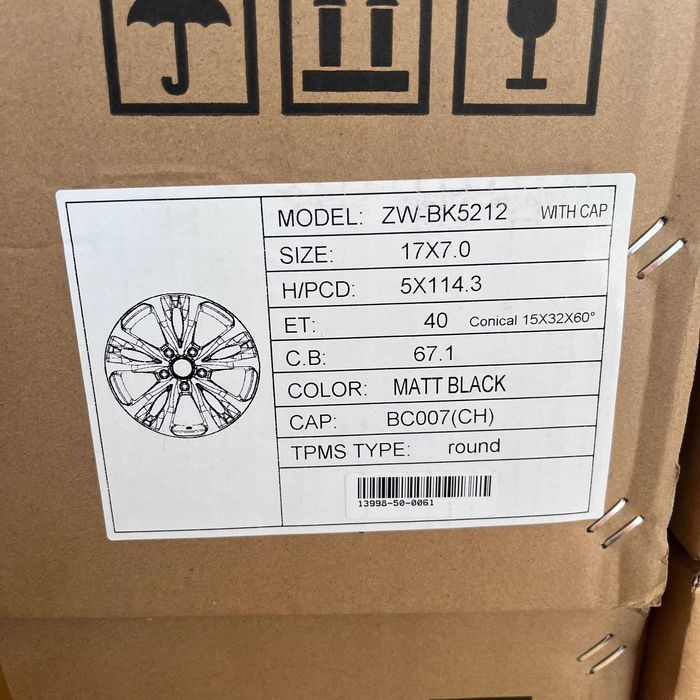 MODEL: ZW-BK5212 WITH CAP
SIZE: 17X7.0
H/PCD: 5X114.3
ET: 40 Conical 15X32X60°
C.B: 67.1
COLOR: MATT BLACK
CAP: BC007(CH)
TPMS TYPE: round
13998-50-0061